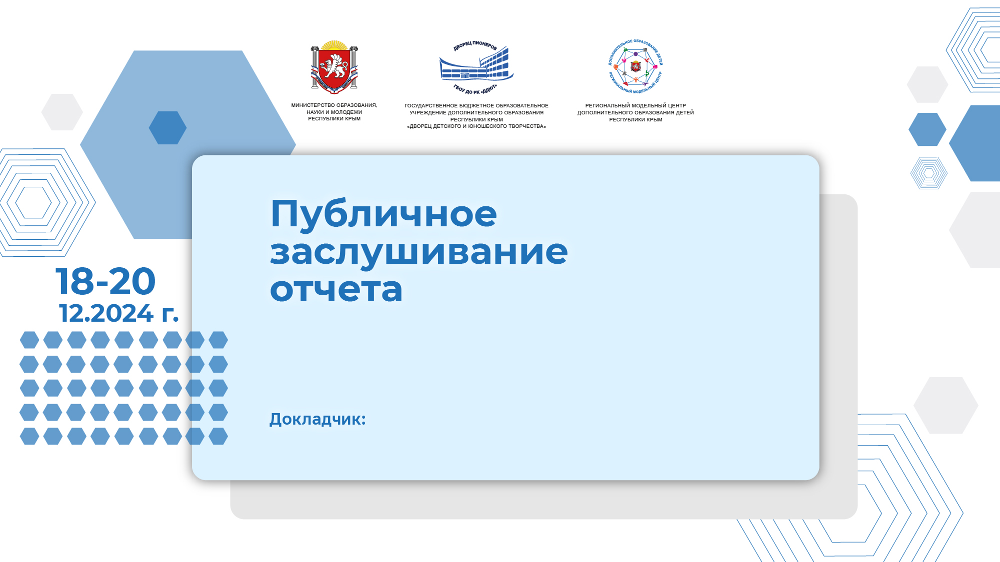 ДВОРЕЦ ПИОНЕРОВ
ГБОУ ДО РК «ДДЮТ»
ДОПОЛНИТЕЛЬНОЕ ОБРАЗОВАНИЕ ДЕТЕЙ
РЕГИОНАЛЬНЫЙ МОДЕЛЬНЫЙ ЦЕНТР
МИНИСТЕРСТВО ОБРАЗОВАНИЯ,
НАУКИ И МОЛОДЕЖИ
РЕСПУБЛИКИ КРЫМ
ГОСУДАРСТВЕННОЕ БЮДЖЕТНОЕ ОБРАЗОВАТЕЛЬНОЕ
УЧРЕЖДЕНИЕ ДОПОЛНИТЕЛЬНОГО ОБРАЗОВАНИЯ
РЕСПУБЛИКИ КРЫМ
«ДВОРЕЦ ДЕТСКОГО И ЮНОШЕСКОГО ТВОРЧЕСТВА»
РЕГИОНАЛЬНЫЙ МОДЕЛЬНЫЙ ЦЕНТР
ДОПОЛНИТЕЛЬНОГО ОБРАЗОВАНИЯ ДЕТЕЙ
РЕСПУБЛИКИ КРЫМ
Публичное
заслушивание
отчета
18-20
12.2024 г.
Докладчик: